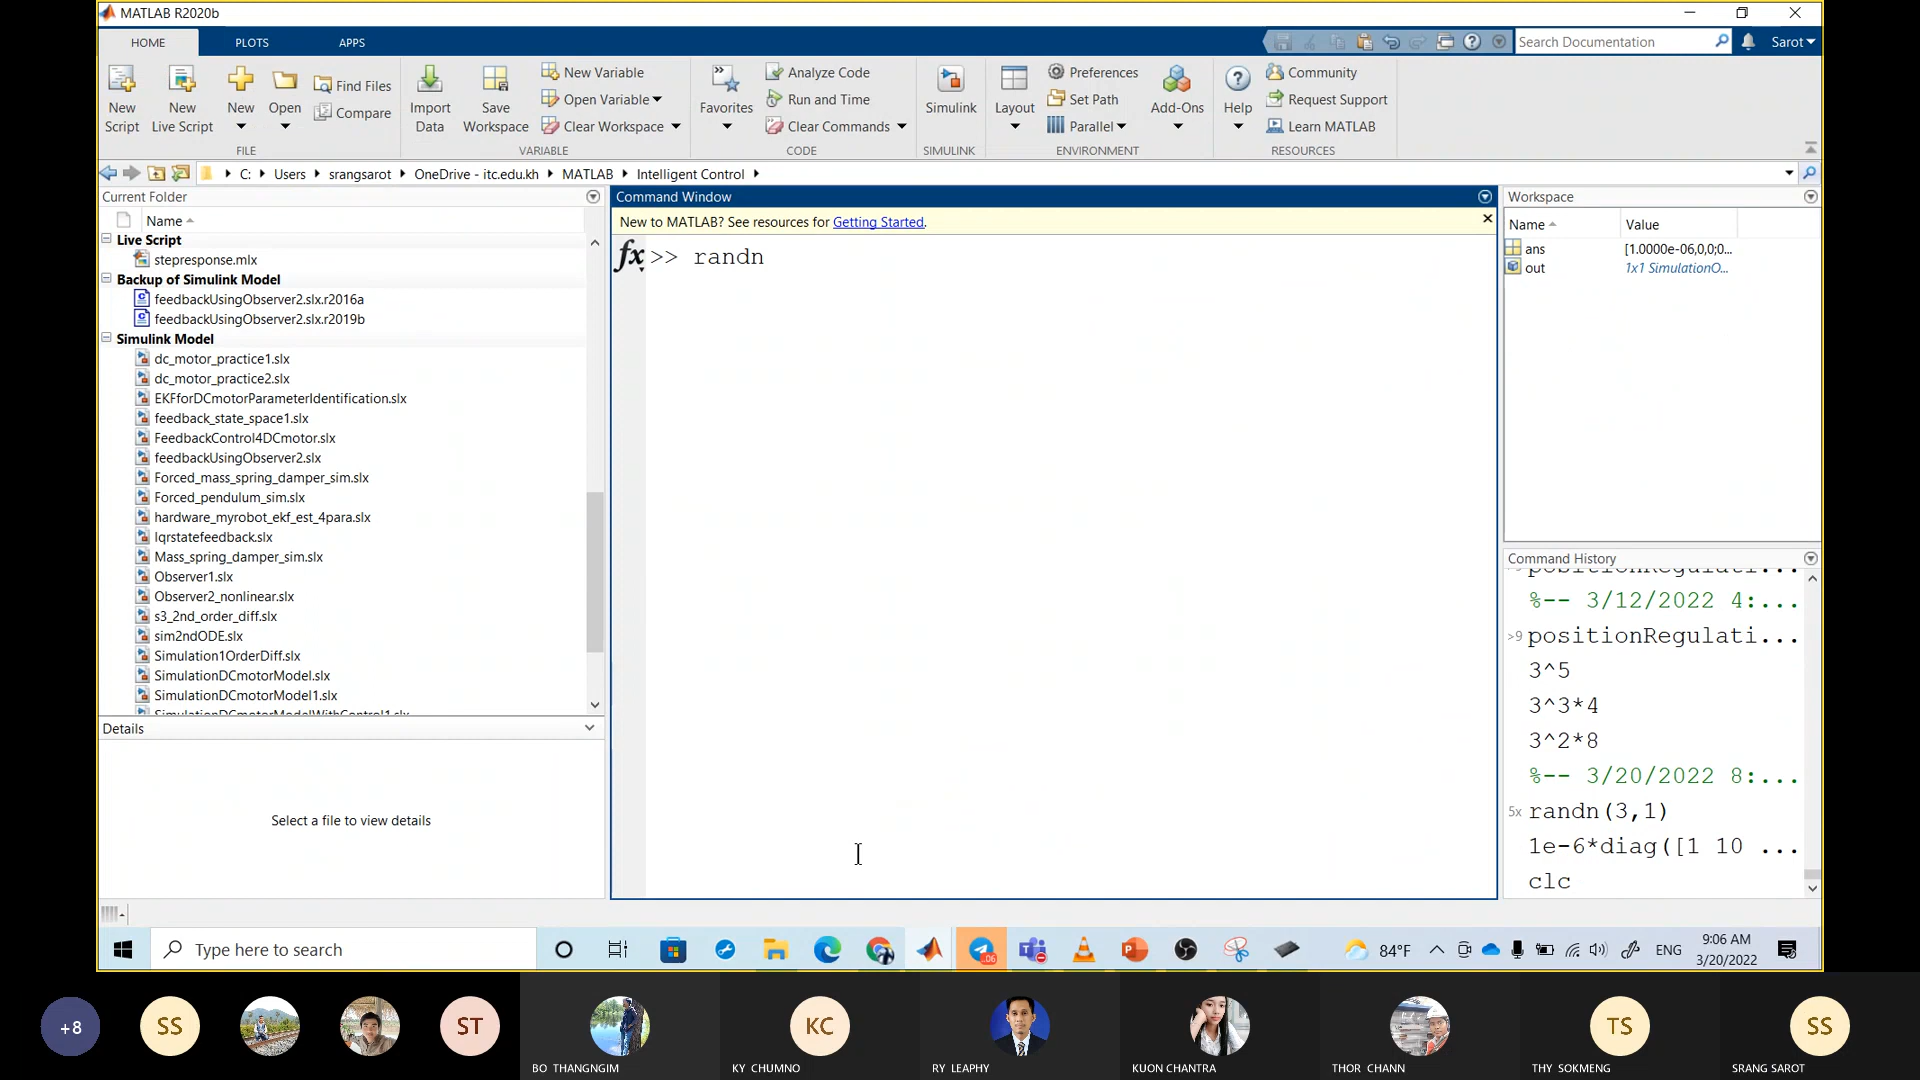 MATLAB R2020b
HOME
PLOTS
APPS
Search Documentation
Sarot
New Script
New Live Script
New
Open
Find Files
Compare
FILE
Import Data
Save Workspace
New Variable
Open Variable
Clear Workspace
VARIABLE
Favorites
Analyze Code
Run and Time
Clear Commands
CODE
Simulink
SIMULINK
Layout
Preferences
Set Path
Parallel
Add-Ons
ENVIRONMENT
Help
Community
Request Support
Learn MATLAB
RESOURCES
C: Users srangsarot OneDrive - itc.edu.kh MATLAB Intelligent Control
Current Folder
Name
Live Script
stepresponse.mlx
Backup of Simulink Model
feedbackUsingObserver2.slx.r2016a
feedbackUsingObserver2.slx.r2019b
Simulink Model
dc_motor_practice1.slx
dc_motor_practice2.slx
EKFforDCmotorParameterIdentification.slx
feedback_state_space1.slx
FeedbackControl4DCmotor.slx
feedbackUsingObserver2.slx
Forced_mass_spring_damper_sim.slx
Forced_pendulum_sim.slx
hardware_myrobot_ekf_est_4para.slx
lqrstatefeedback.slx
Mass_spring_damper_sim.slx
Observer1.slx
Observer2_nonlinear.slx
s3_2nd_order_diff.slx
sim2ndODE.slx
Simulation1OrderDiff.slx
SimulationDCmotorModel.slx
SimulationDCmotorModel1.slx
SimulationDCmotorModelWithControl1.slx
Details
Select a file to view details
Command Window
New to MATLAB? See resources for Getting Started.
fx >> randn
Workspace
Name Value
ans [1.0000e-06,0,0;0...
out 1x1 SimulationO...
Command History
positionRegulati...
%-- 3/12/2022 4:...
>9 positionRegulati...
3^5
3^3*4
3^2*8
%-- 3/20/2022 8:...
5x randn(3,1)
1e-6*diag([1 10 ...
clc
Type here to search
84°F
ENG
9:06 AM
3/20/2022
+8
SS
ST
BO THANGNGIM
KC
KY CHUMNO
RY LEAPHY
KUON CHANTRA
THOR CHANN
TS
THY SOKMENG
SS
SRANG SAROT